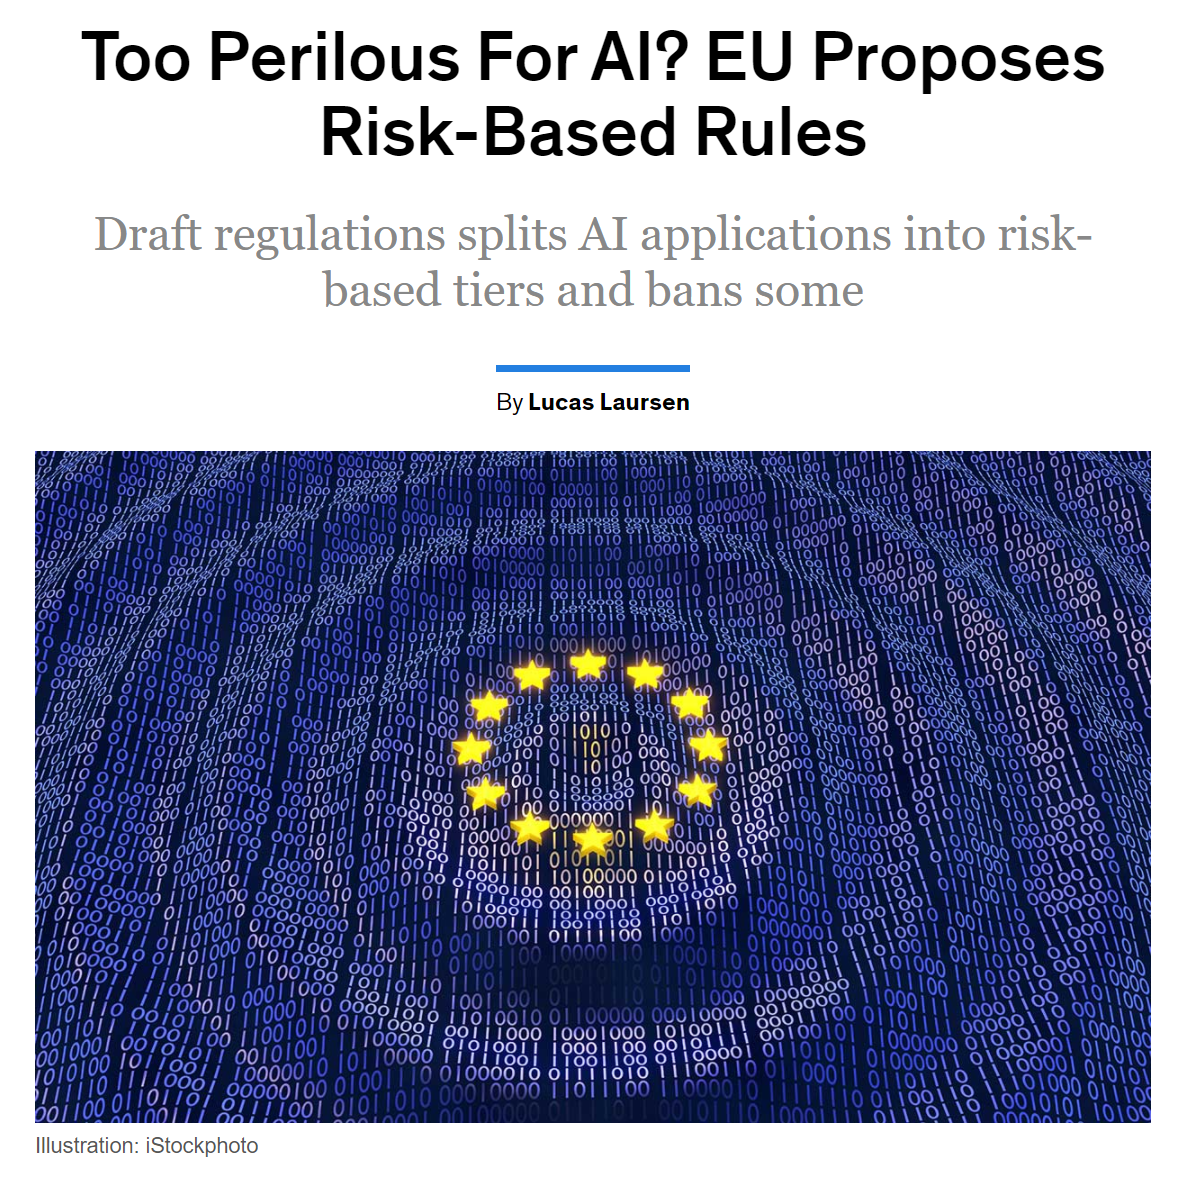 Too Perilous For AI? EU Proposes
Risk-Based Rules
Draft regulations splits AI applications into risk-
based tiers and bans some
By Lucas Laursen
Illustration: iStockphoto